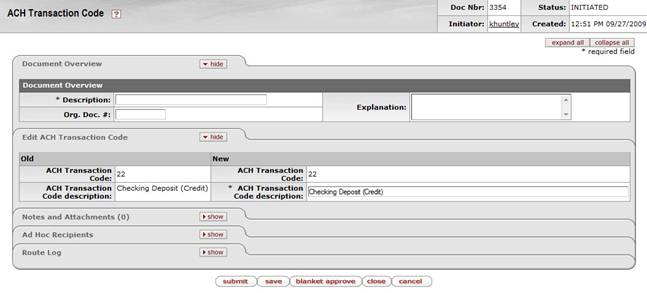 ACH Transaction Code ?
Doc Nbr: 3354 Status: INITIATED
Initiator: khuntley Created: 12:51 PM 09/27/2009
expand all collapse all
* required field
Document Overview hide
Document Overview
* Description: Explanation:
Org. Doc. #:
Edit ACH Transaction Code hide
Old New
ACH Transaction Code: 22 ACH Transaction Code: 22
ACH Transaction Code description: Checking Deposit (Credit) * ACH Transaction Code description: Checking Deposit (Credit)
Notes and Attachments (0) show
Ad Hoc Recipients show
Route Log show
submit save blanket approve close cancel